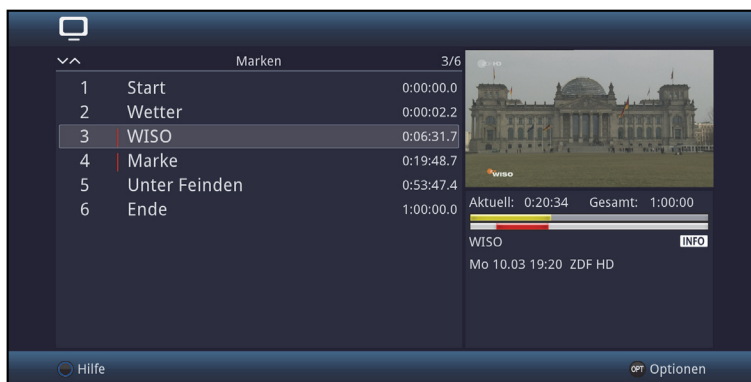 Marken 3/6
1 Start 0:00:00.0
2 Wetter 0:00:02.2
3 WISO 0:06:31.7
4 Marke 0:19:48.7
5 Unter Feinden 0:53:47.4
6 Ende 1:00:00.0
WISO
Aktuell: 0:20:34 Gesamt: 1:00:00
WISO INFO
Mo 10.03 19:20 ZDF HD
Hilfe
OPT Optionen